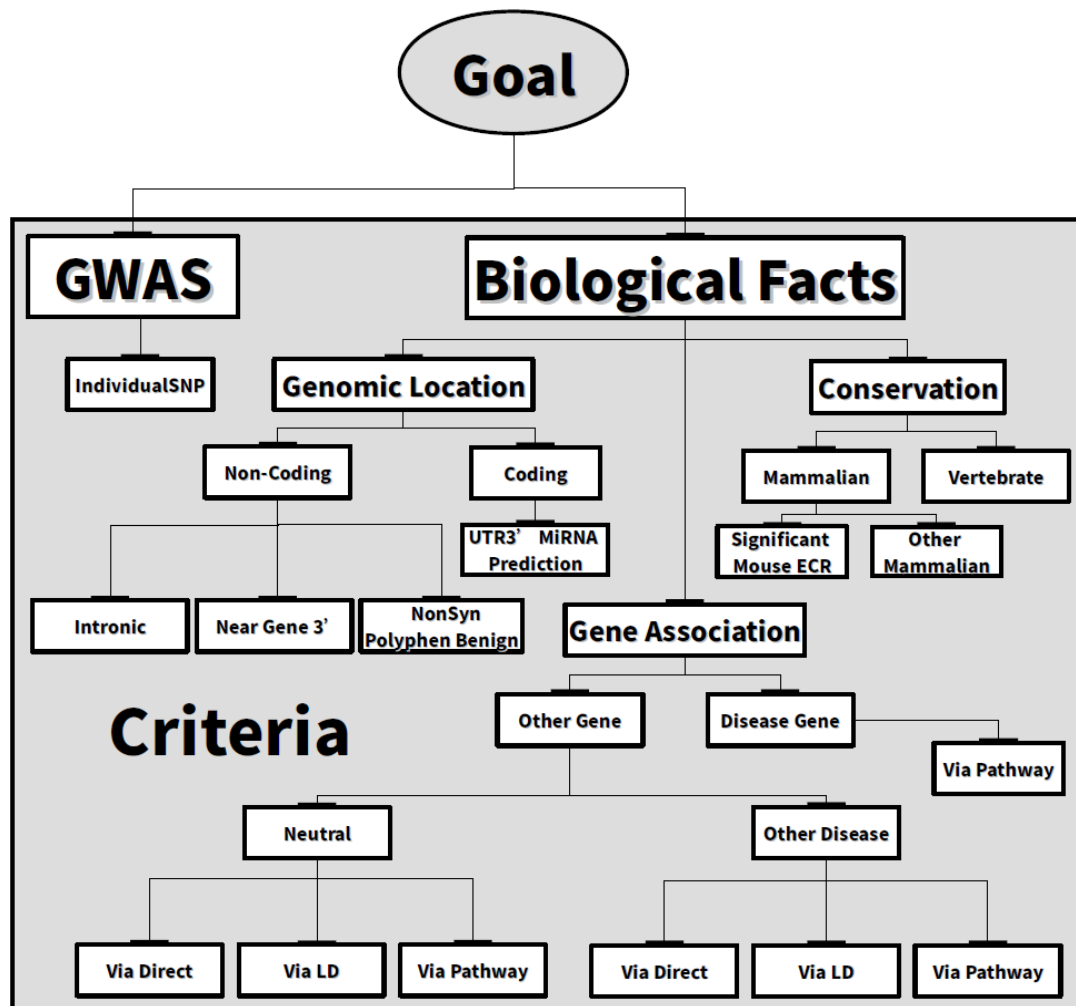 Goal
GWAS
Biological Facts
IndividualSNP
Genomic Location
Conservation
Non-Coding
Coding
Mammalian
Vertebrate
UTR3’ MiRNA
Prediction
Significant
Mouse ECR
Other
Mammalian
Intronic
Near Gene 3’
NonSyn
Polyphen Benign
Gene Association
Criteria
Other Gene
Disease Gene
Via Pathway
Neutral
Other Disease
Via Direct
Via LD
Via Pathway
Via Direct
Via LD
Via Pathway